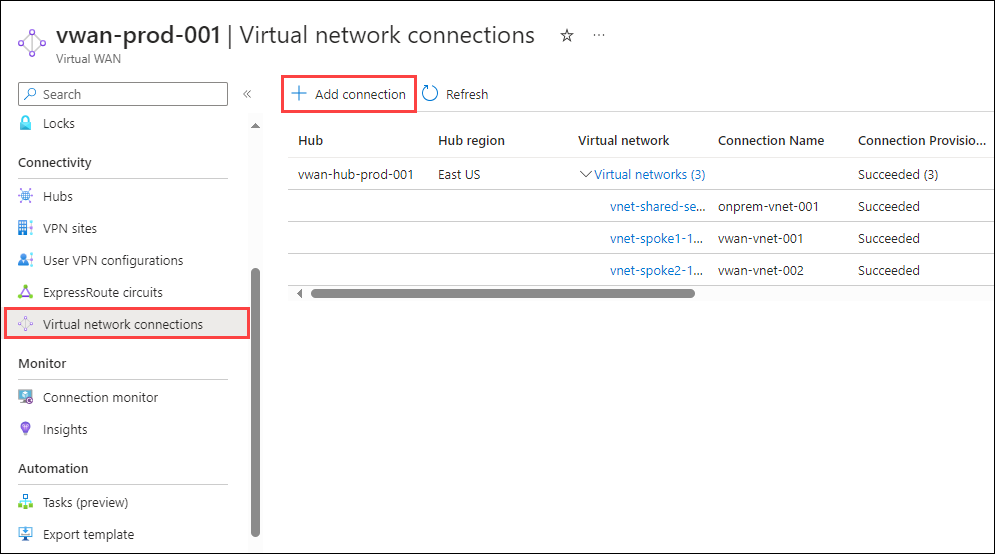 vwan-prod-001 | Virtual network connections
Virtual WAN
Search
Locks
Connectivity
Hubs
VPN sites
User VPN configurations
ExpressRoute circuits
Virtual network connections
Monitor
Connection monitor
Insights
Automation
Tasks (preview)
Export template
Add connection Refresh
Hub Hub region Virtual network Connection Name Connection Provisio...
vwan-hub-prod-001 East US Virtual networks (3) Succeeded (3)
vnet-shared-se... onprem-vnet-001 Succeeded
vnet-spoke1-1... vwan-vnet-001 Succeeded
vnet-spoke2-1... vwan-vnet-002 Succeeded